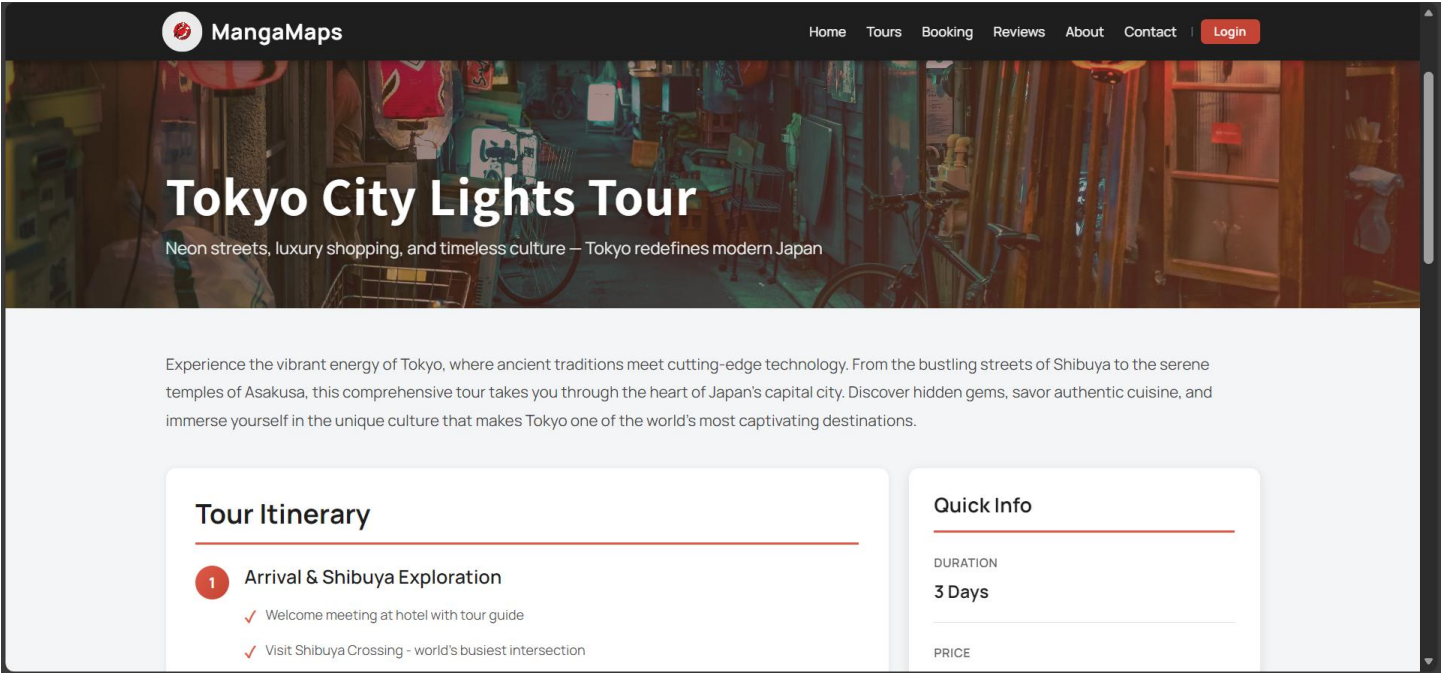 MangaMaps
Home Tours Booking Reviews About Contact | Login
Tokyo City Lights Tour
Neon streets, luxury shopping, and timeless culture — Tokyo redefines modern Japan
Experience the vibrant energy of Tokyo, where ancient traditions meet cutting-edge technology. From the bustling streets of Shibuya to the serene
temples of Asakusa, this comprehensive tour takes you through the heart of Japan's capital city. Discover hidden gems, savor authentic cuisine, and
immerse yourself in the unique culture that makes Tokyo one of the world's most captivating destinations.
Tour Itinerary
1 Arrival & Shibuya Exploration
✓ Welcome meeting at hotel with tour guide
✓ Visit Shibuya Crossing - world's busiest intersection
Quick Info
DURATION
3 Days
PRICE